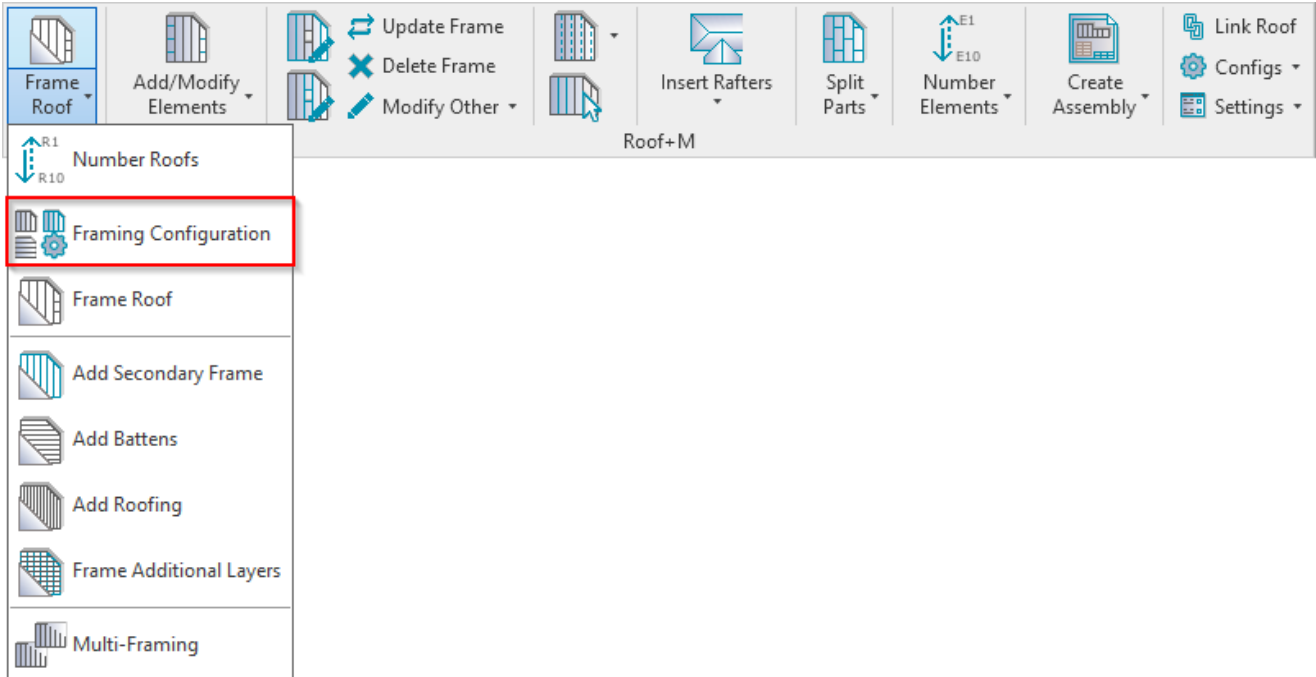 Frame
Roof
Add/Modify
Elements
Update Frame
Delete Frame
Modify Other
Insert Rafters
Split
Parts
E1
E10
Number
Elements
Create
Assembly
Link Roof
Configs
Settings
Roof+M
R1
R10
Number Roofs
Framing Configuration
Frame Roof
Add Secondary Frame
Add Battens
Add Roofing
Frame Additional Layers
Multi-Framing